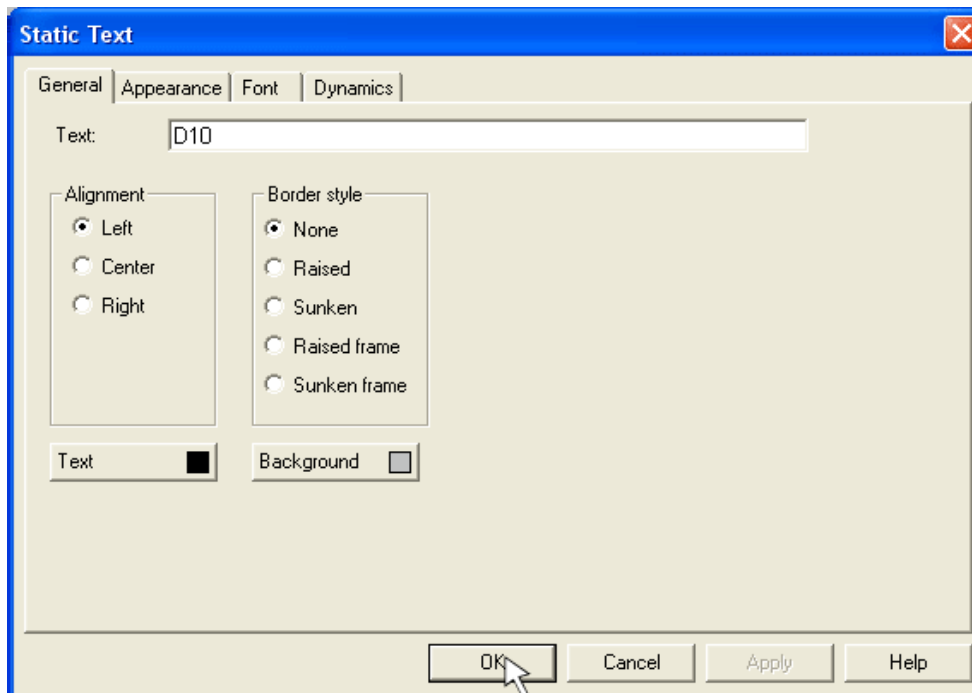 Static Text
General Appearance Font Dynamics
Text: D10
Alignment Border style
Left None
Center Raised
Right Sunken
Raised frame
Sunken frame
Text Background
OK Cancel Apply Help